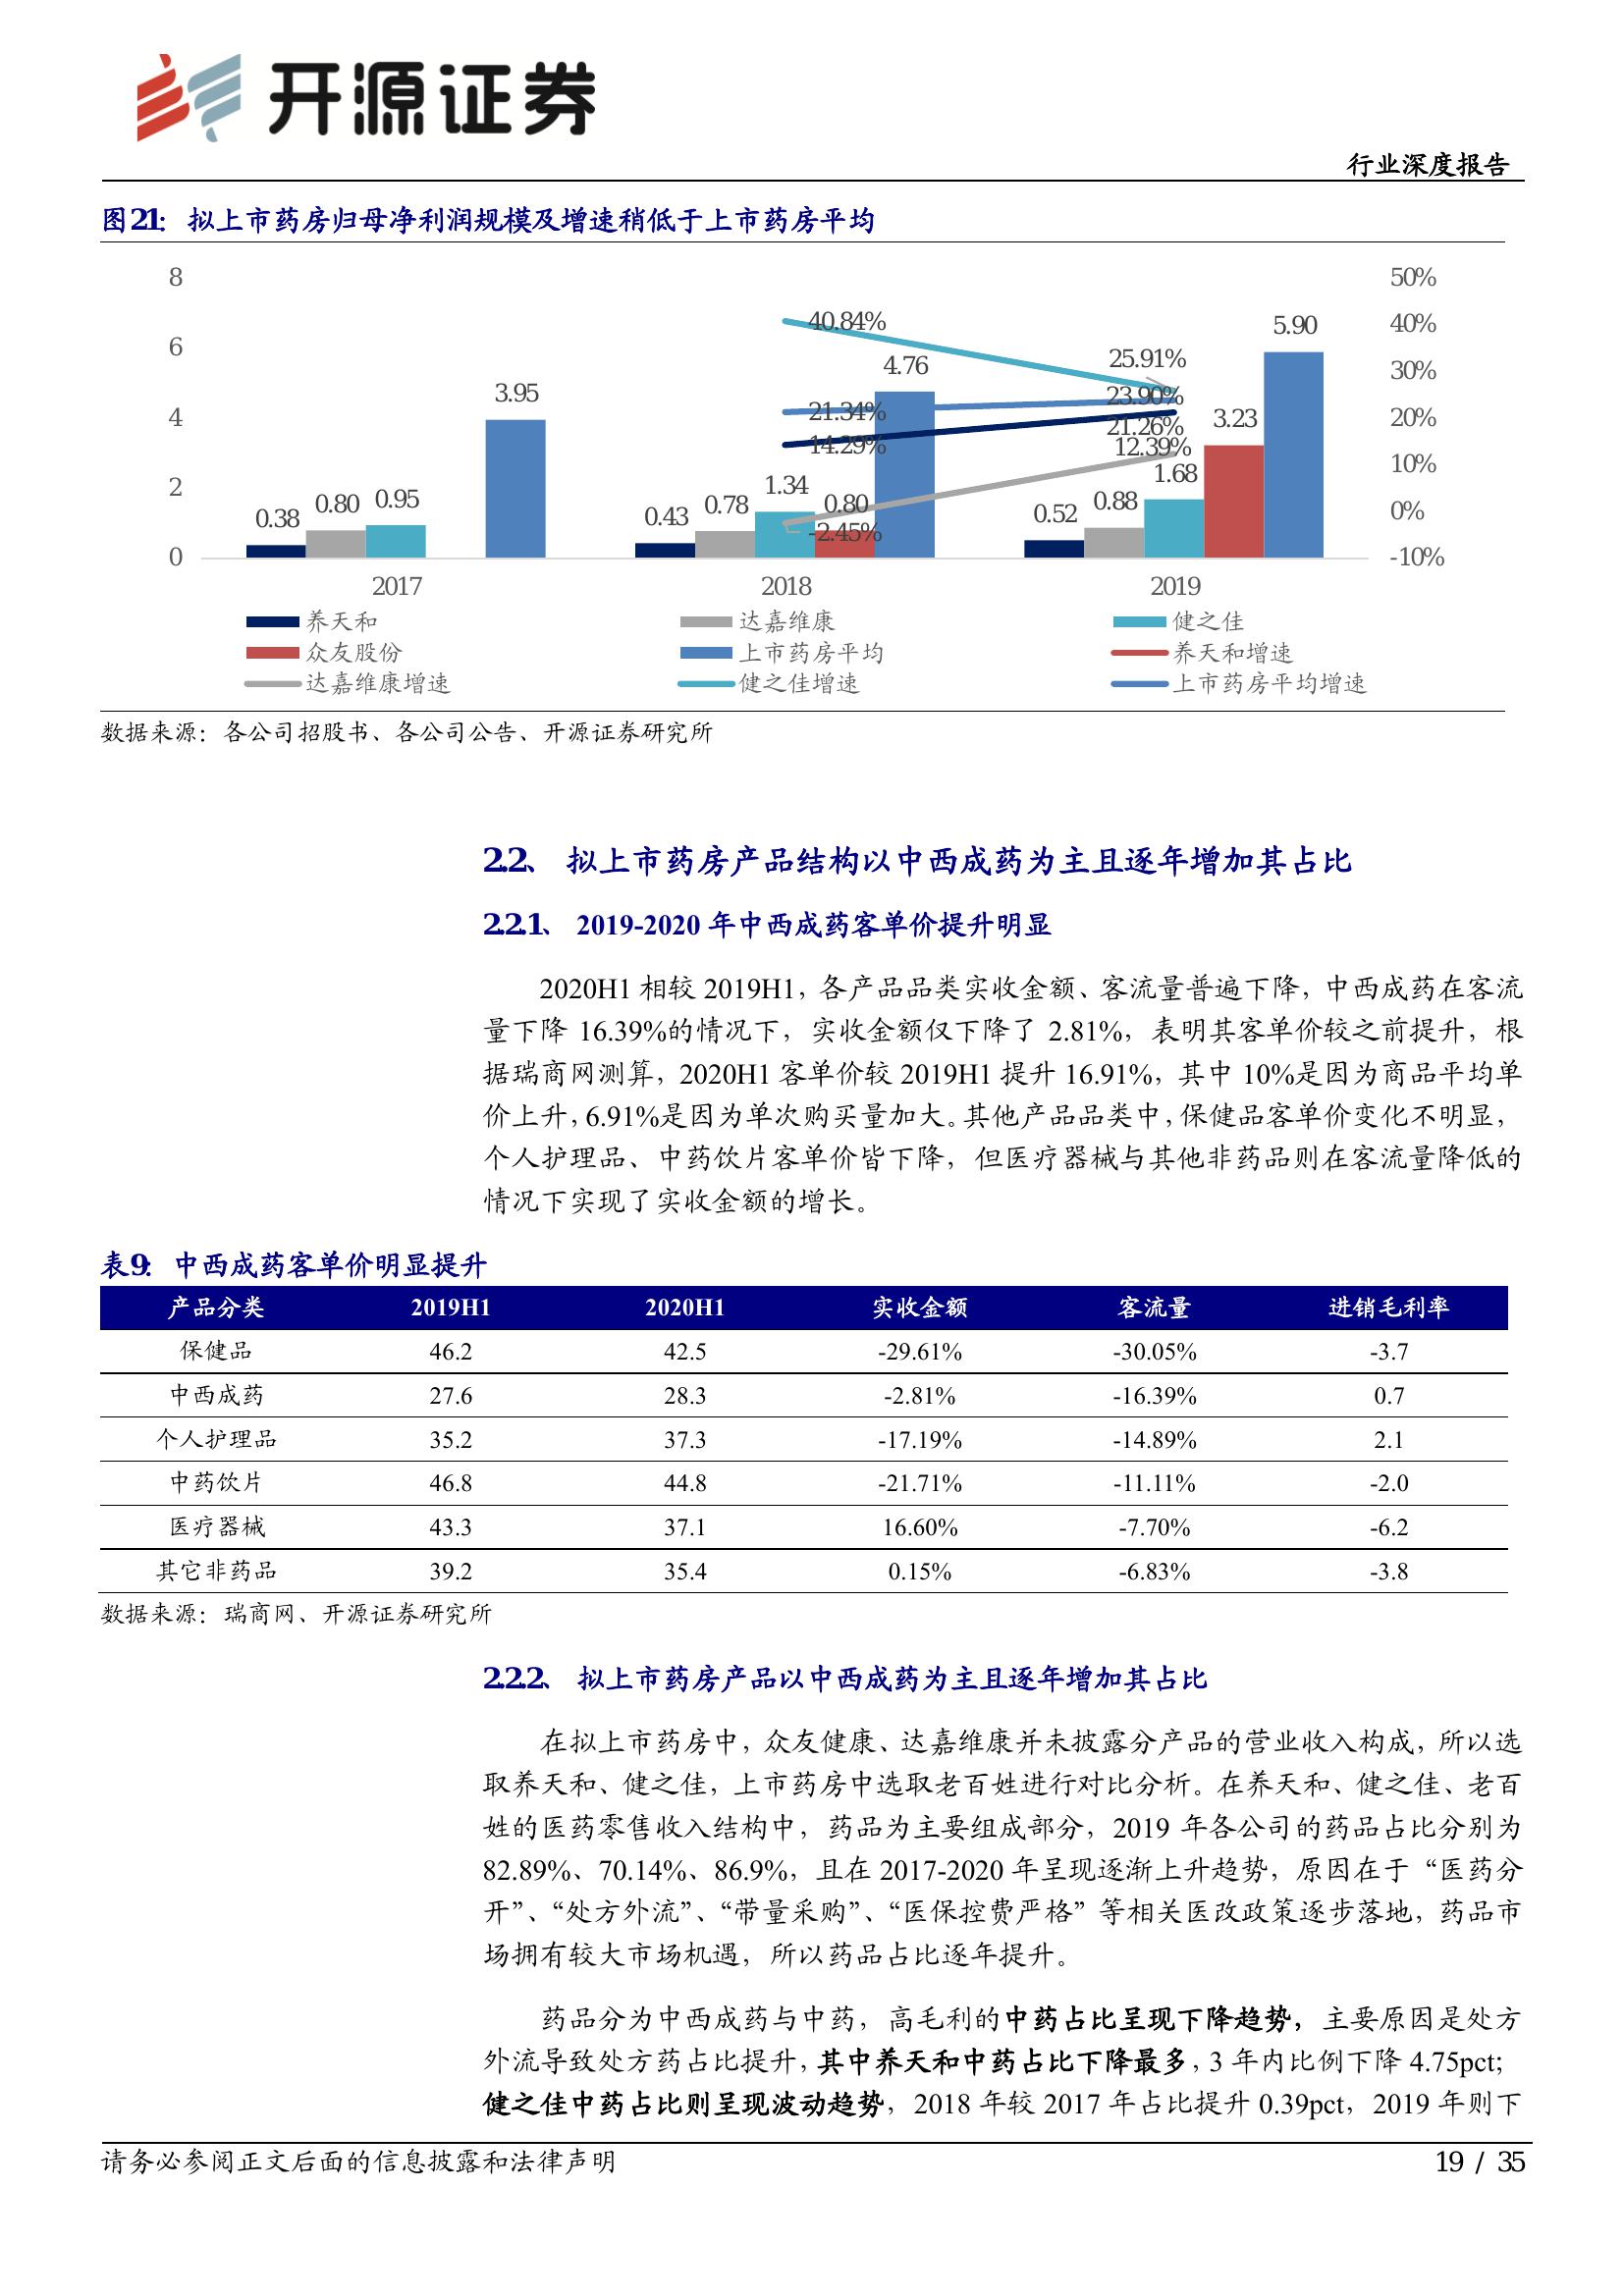 开源证券
行业深度报告
图21: 拟上市药房归母净利润规模及增速稍低于上市药房平均
8
6
4
2
0
50%
40%
30%
20%
10%
0%
-10%
0.38
0.80
0.95
3.95
0.43
0.78
1.34
0.80
4.76
0.52
0.88
1.68
3.23
5.90
40.84%
21.34%
14.29%
-2.45%
25.91%
23.90%
21.26%
12.39%
2017 2018 2019
养天和 达嘉维康 健之佳
众友股份 上市药房平均 养天和增速
达嘉维康增速 健之佳增速 上市药房平均增速
数据来源：各公司招股书、各公司公告、开源证券研究所
2.2、 拟上市药房产品结构以中西成药为主且逐年增加其占比
2.2.1、 2019-2020 年中西成药客单价提升明显
2020H1 相较 2019H1，各产品品类实收金额、客流量普遍下降，中西成药在客流
量下降 16.39%的情况下，实收金额仅下降了 2.81%，表明其客单价较之前提升，根
据瑞商网测算，2020H1 客单价较 2019H1 提升 16.91%，其中 10%是因为商品平均单
价上升，6.91%是因为单次购买量加大。其他产品品类中，保健品客单价变化不明显，
个人护理品、中药饮片客单价皆下降，但医疗器械与其他非药品则在客流量降低的
情况下实现了实收金额的增长。
表9: 中西成药客单价明显提升
产品分类 2019H1 2020H1 实收金额 客流量 进销毛利率
保健品 46.2 42.5 -29.61% -30.05% -3.7
中西成药 27.6 28.3 -2.81% -16.39% 0.7
个人护理品 35.2 37.3 -17.19% -14.89% 2.1
中药饮片 46.8 44.8 -21.71% -11.11% -2.0
医疗器械 43.3 37.1 16.60% -7.70% -6.2
其它非药品 39.2 35.4 0.15% -6.83% -3.8
数据来源：瑞商网、开源证券研究所
2.2.2、 拟上市药房产品以中西成药为主且逐年增加其占比
在拟上市药房中，众友健康、达嘉维康并未披露分产品的营业收入构成，所以选
取养天和、健之佳，上市药房中选取老百姓进行对比分析。在养天和、健之佳、老百
姓的医药零售收入结构中，药品为主要组成部分，2019 年各公司的药品占比分别为
82.89%、70.14%、86.9%，且在 2017-2020 年呈现逐渐上升趋势，原因在于“医药分
开”、“处方外流”、“带量采购”、“医保控费严格”等相关医改政策逐步落地，药品市
场拥有较大市场机遇，所以药品占比逐年提升。
药品分为中西成药与中药，高毛利的中药占比呈现下降趋势，主要原因是处方
外流导致处方药占比提升，其中养天和中药占比下降最多，3 年内比例下降 4.75pct；
健之佳中药占比则呈现波动趋势，2018 年较 2017 年占比提升 0.39pct，2019 年则下
请务必参阅正文后面的信息披露和法律声明
19 / 35